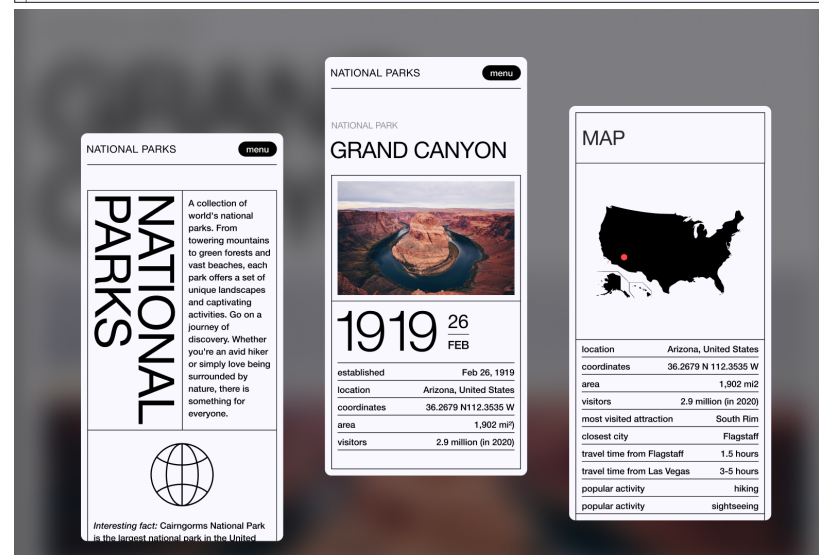 NATIONAL PARKS
menu
NATIONAL
PARKS
A collection of
world's national
parks. From
towering mountains
to green forests and
vast beaches, each
park offers a set of
unique landscapes
and captivating
activities. Go on a
journey of
discovery. Whether
you're an avid hiker
or simply love being
surrounded by
nature, there is
something for
everyone.
Interesting fact: Cairngorms National Park
is the largest national park in the United
NATIONAL PARKS
menu
NATIONAL PARK
GRAND CANYON
1919 26
FEB
established Feb 26, 1919
location Arizona, United States
coordinates 36.2679 N112.3535 W
area 1,902 mi²)
visitors 2.9 million (in 2020)
MAP
location Arizona, United States
coordinates 36.2679 N 112.3535 W
area 1,902 mi2
visitors 2.9 million (in 2020)
most visited attraction South Rim
closest city Flagstaff
travel time from Flagstaff 1.5 hours
travel time from Las Vegas 3-5 hours
popular activity hiking
popular activity sightseeing